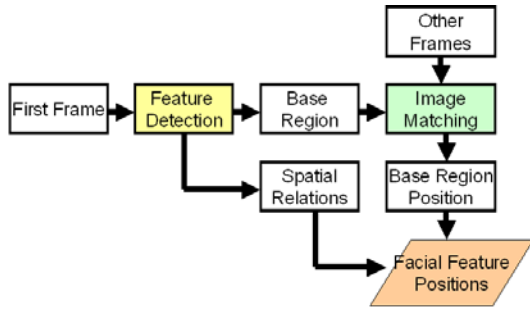 Other
Frames
First Frame
Feature
Detection
Base
Region
Image
Matching
Spatial
Relations
Base Region
Position
Facial Feature
Positions